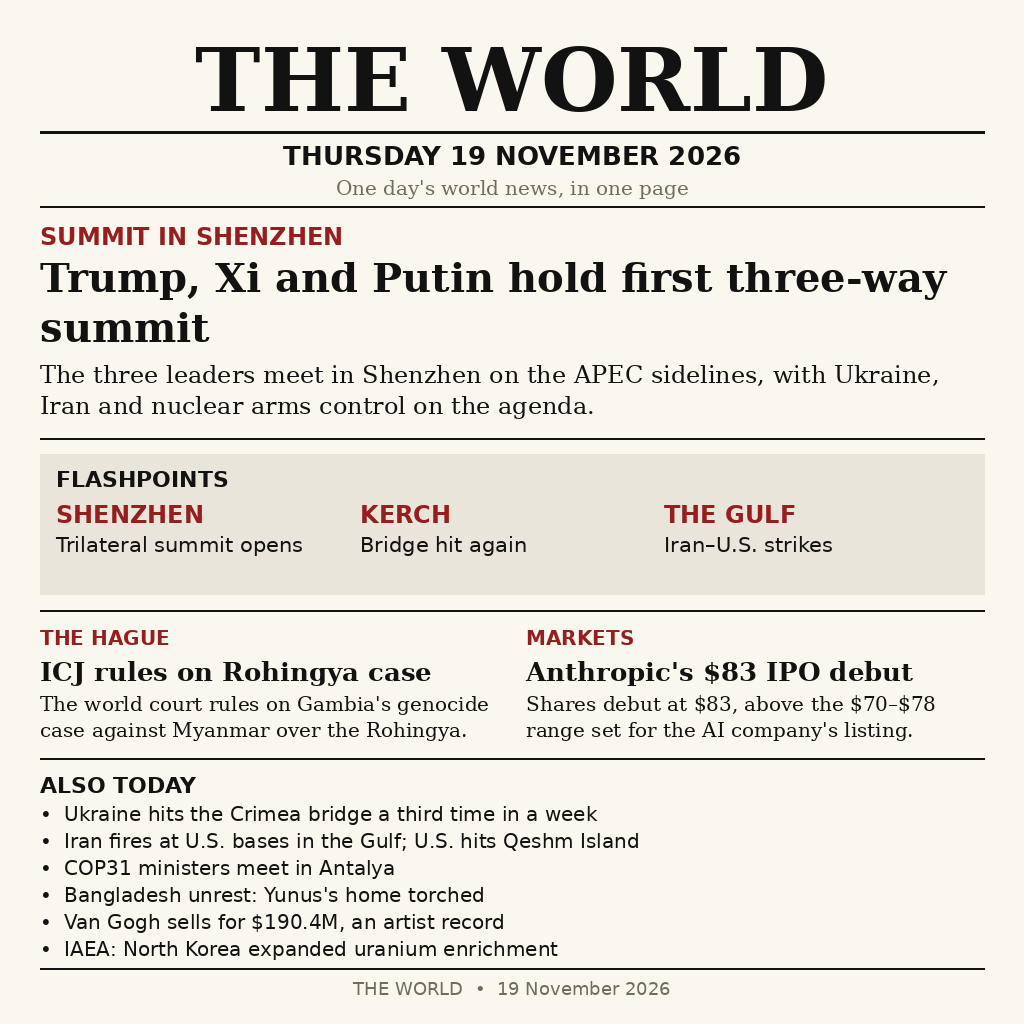 THE WORLD
THURSDAY 19 NOVEMBER 2026
One day's world news, in one page
SUMMIT IN SHENZHEN
Trump, Xi and Putin hold first three-way
summit
The three leaders meet in Shenzhen on the APEC sidelines, with Ukraine,
Iran and nuclear arms control on the agenda.
FLASHPOINTS
SHENZHEN
Trilateral summit opens
KERCH
Bridge hit again
THE GULF
Iran–U.S. strikes
THE HAGUE
ICJ rules on Rohingya case
The world court rules on Gambia's genocide
case against Myanmar over the Rohingya.
MARKETS
Anthropic's $83 IPO debut
Shares debut at $83, above the $70–$78
range set for the AI company's listing.
ALSO TODAY
• Ukraine hits the Crimea bridge a third time in a week
• Iran fires at U.S. bases in the Gulf; U.S. hits Qeshm Island
• COP31 ministers meet in Antalya
• Bangladesh unrest: Yunus's home torched
• Van Gogh sells for $190.4M, an artist record
• IAEA: North Korea expanded uranium enrichment
THE WORLD • 19 November 2026